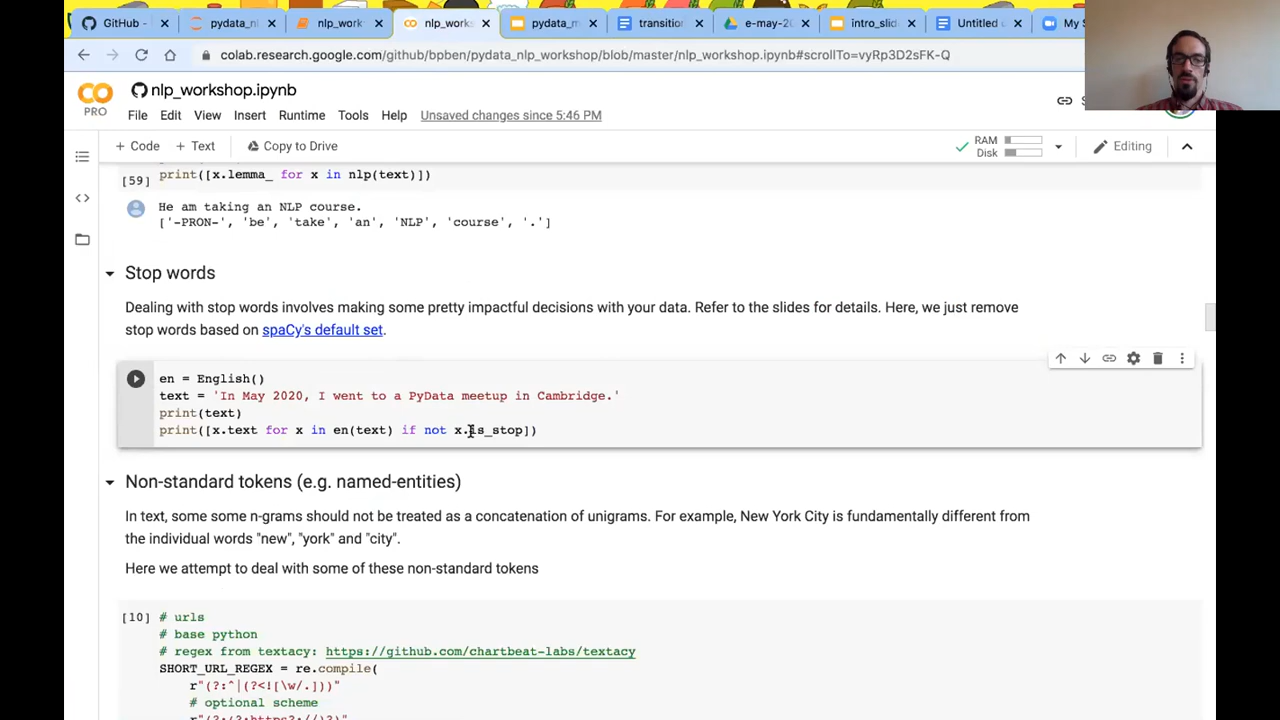 GitHub -
pydata_nl
nlp_work
nlp_works
pydata_m
transition
e-may-20
intro_slid
Untitled
My S
colab.research.google.com/github/bpben/pydata_nlp_workshop/blob/master/nlp_workshop.ipynb#scrollTo=vyRp3D2sFK-Q
CO
PRO
nlp_workshop.ipynb
File Edit View Insert Runtime Tools Help Unsaved changes since 5:46 PM
+ Code + Text Copy to Drive
RAM
Disk
Editing
[59] print([x.lemma_ for x in nlp(text)])
He am taking an NLP course.
['-PRON-', 'be', 'take', 'an', 'NLP', 'course', '.']
Stop words
Dealing with stop words involves making some pretty impactful decisions with your data. Refer to the slides for details. Here, we just remove
stop words based on spaCy's default set.
en = English()
text = 'In May 2020, I went to a PyData meetup in Cambridge.'
print(text)
print([x.text for x in en(text) if not x.is_stop])
Non-standard tokens (e.g. named-entities)
In text, some some n-grams should not be treated as a concatenation of unigrams. For example, New York City is fundamentally different from
the individual words "new", "york" and "city".
Here we attempt to deal with some of these non-standard tokens
[10] # urls
# base python
# regex from textacy: https://github.com/chartbeat-labs/textacy
SHORT_URL_REGEX = re.compile(
r"(?:^|(?<![\w/.]))"
# optional scheme
r"(?:(?:https?://)?)"